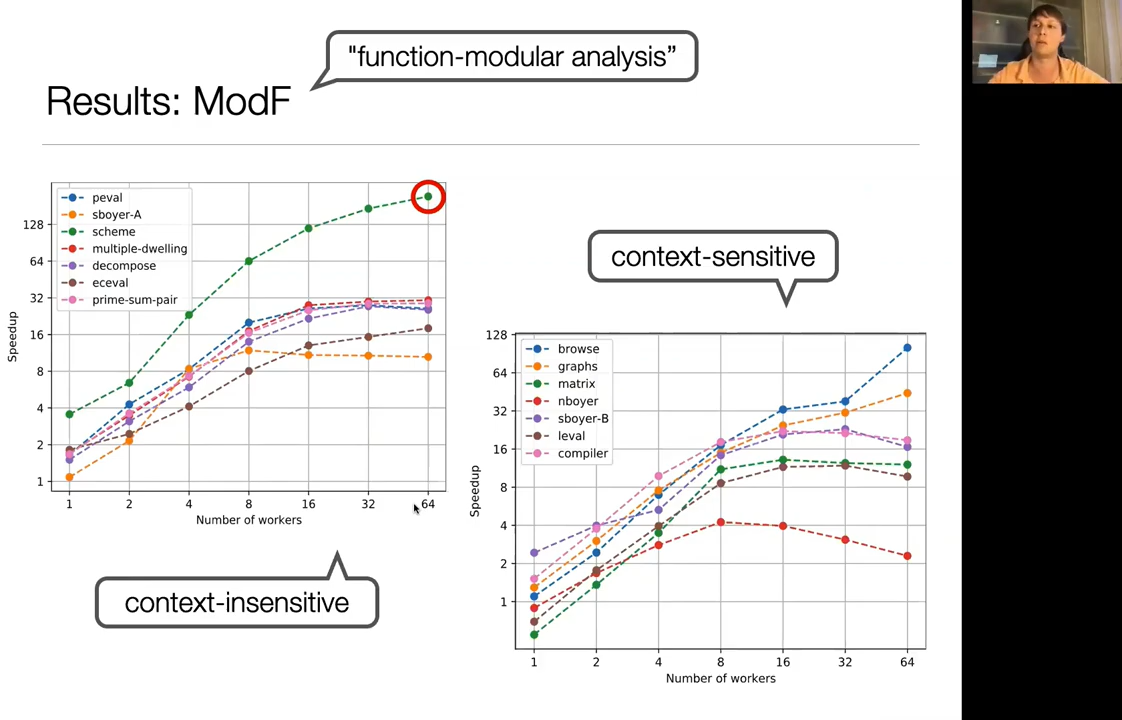 "function-modular analysis”
Results: ModF
peval
sboyer-A
scheme
multiple-dwelling
decompose
eceval
prime-sum-pair
128
64
32
16
8
4
2
1
Speedup
1 2 4 8 16 32 64
Number of workers
context-insensitive
context-sensitive
browse
graphs
matrix
nboyer
sboyer-B
leval
compiler
128
64
32
16
8
4
2
1
Speedup
1 2 4 8 16 32 64
Number of workers